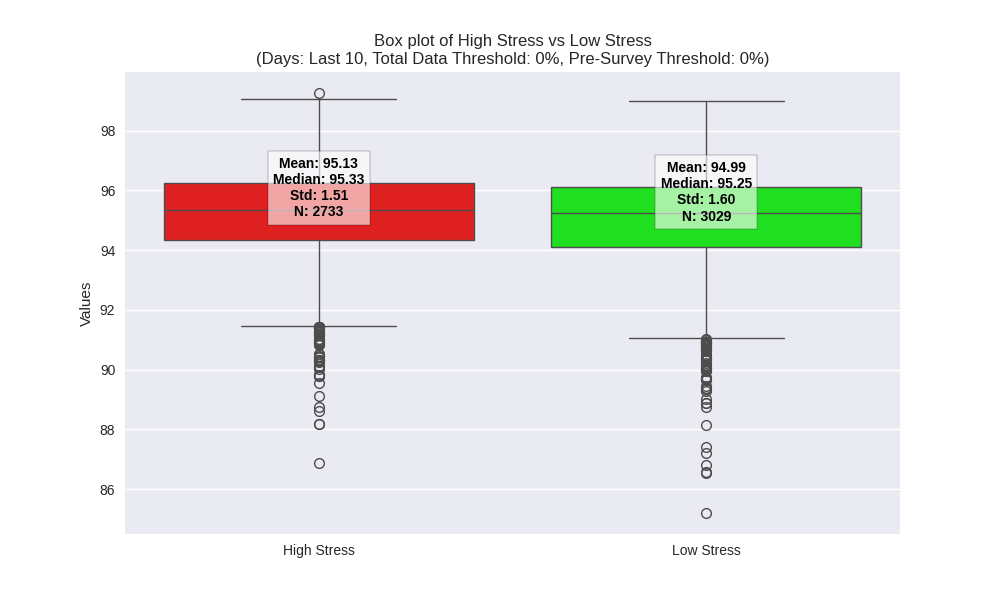 Box plot of High Stress vs Low Stress
(Days: Last 10, Total Data Threshold: 0%, Pre-Survey Threshold: 0%)
Values
98
96
94
92
90
88
86
Mean: 95.13
Median: 95.33
Std: 1.51
N: 2733
Mean: 94.99
Median: 95.25
Std: 1.60
N: 3029
High Stress
Low Stress